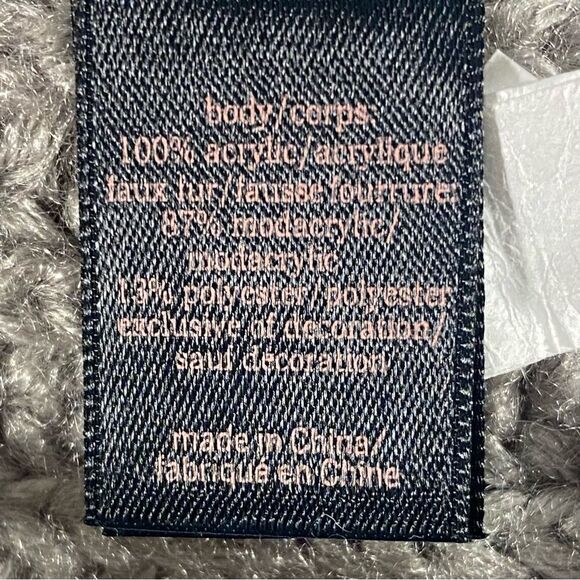 body/corps:
100% acrylic/acrylique
faux fur/fausse fourrure:
87% modacrylic/
modacrylic
13% polyester/polyester
exclusive of decoration/
sauf decoration
made in China/
fabriqué en Chine